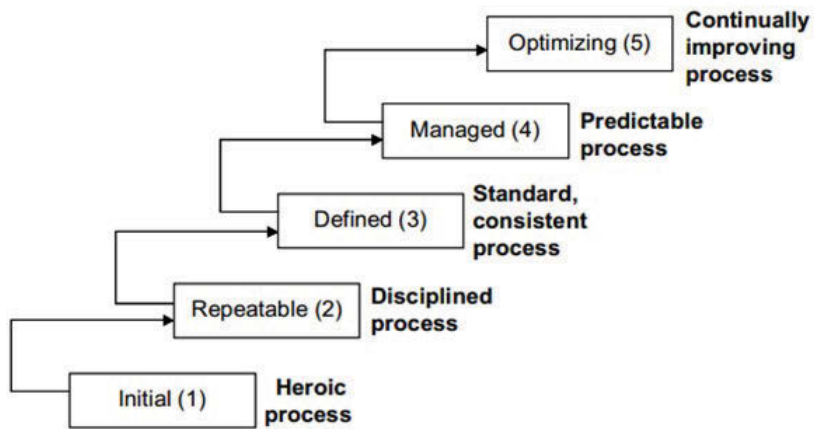 Optimizing (5)
Continually
improving
process
Managed (4)
Predictable
process
Defined (3)
Standard,
consistent
process
Repeatable (2)
Disciplined
process
Initial (1)
Heroic
process